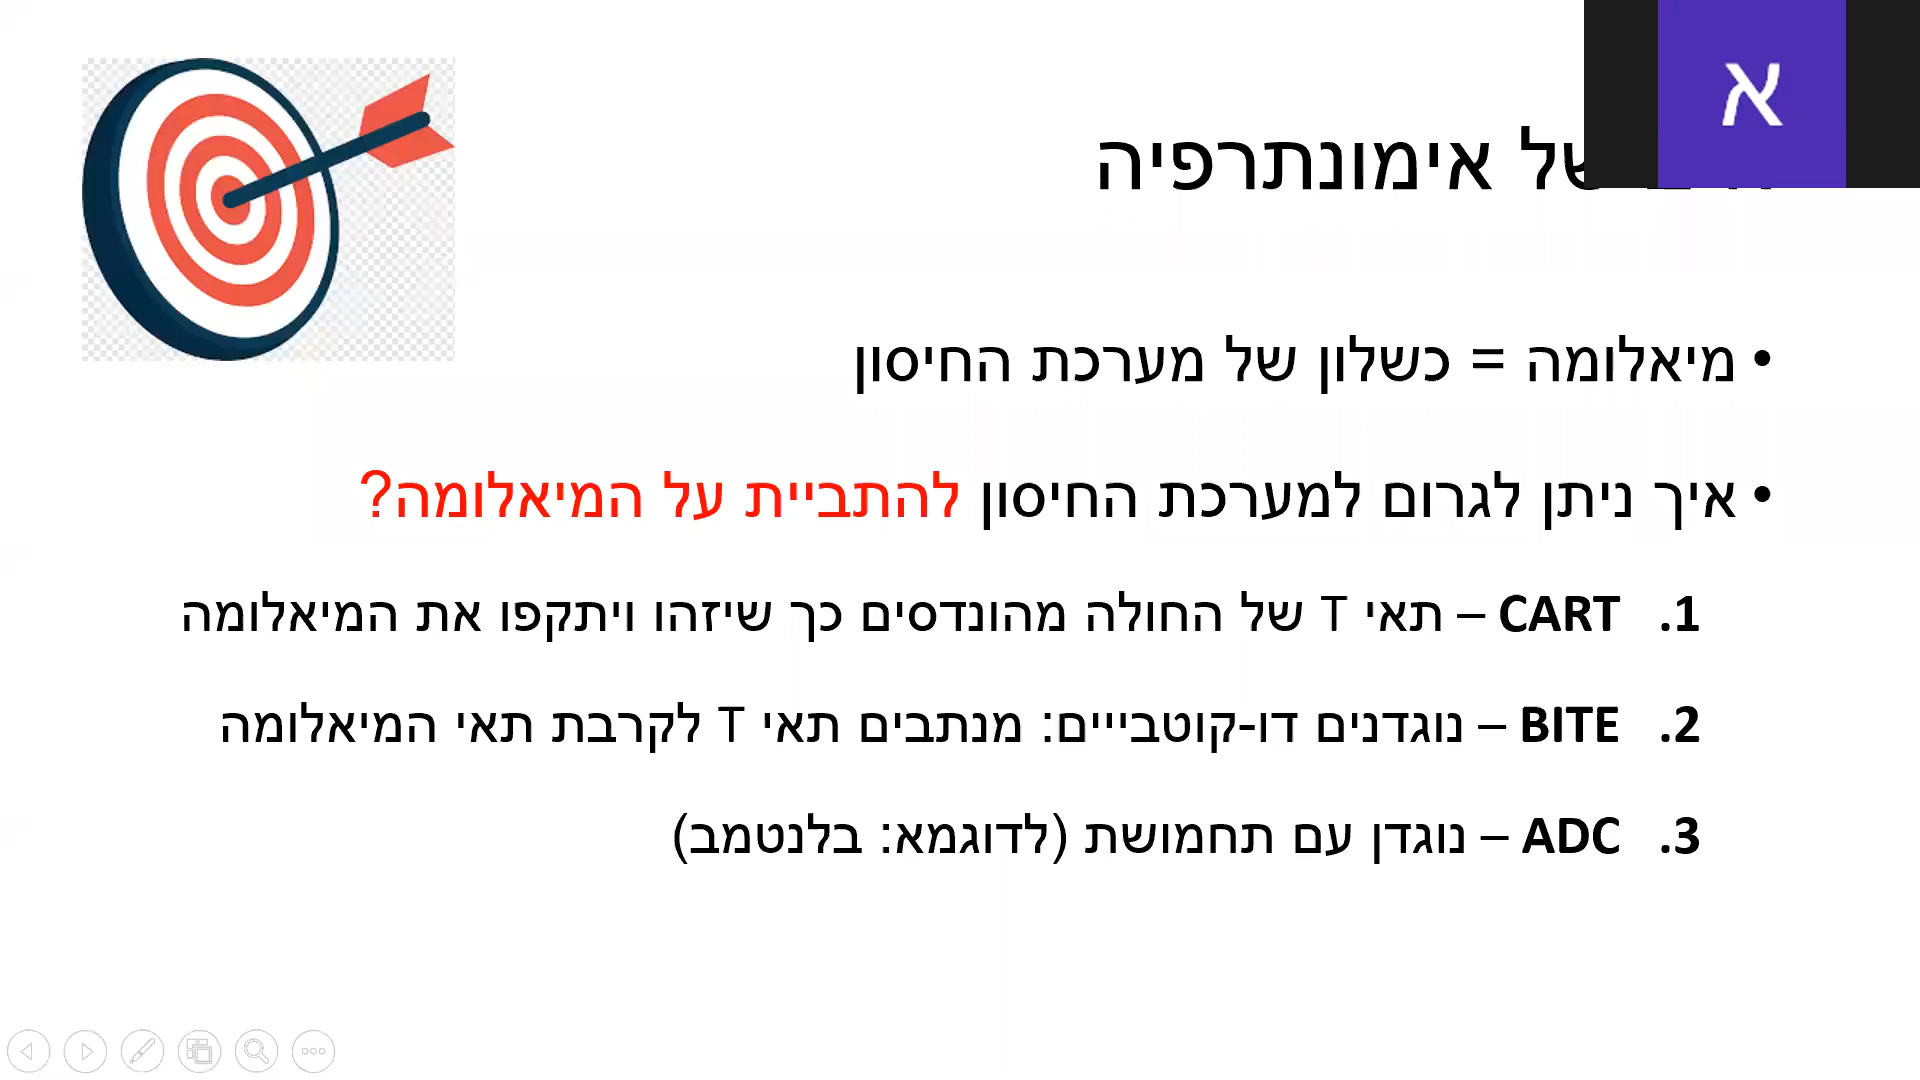 א
של אימונתרפיה
• מיאלומה = כשלון של מערכת החיסון
• איך ניתן לגרום למערכת החיסון להתביית על המיאלומה?
1. CART – תאי T של החולה מהונדסים כך שיזהו ויתקפו את המיאלומה
2. BITE – נוגדנים דו-קוטבייים: מנתבים תאי T לקרבת תאי המיאלומה
3. ADC – נוגדן עם תחמושת (לדוגמא: בלנטמב)